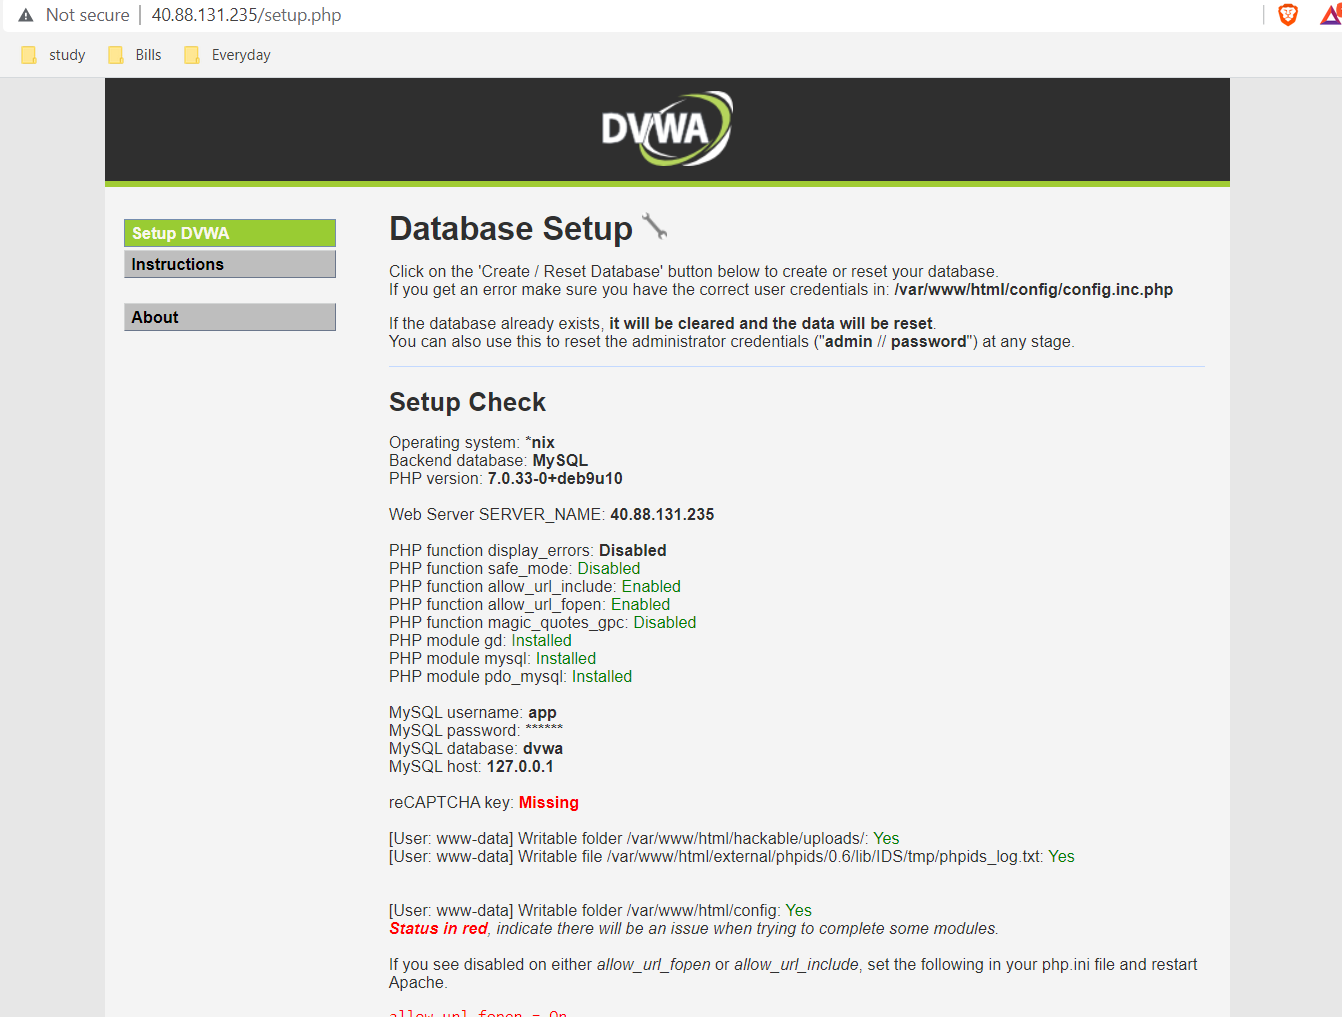 Not secure | 40.88.131.235/setup.php
study Bills Everyday
DVWA
Setup DVWA
Instructions
About
Database Setup
Click on the 'Create / Reset Database' button below to create or reset your database.
If you get an error make sure you have the correct user credentials in: /var/www/html/config/config.inc.php
If the database already exists, it will be cleared and the data will be reset.
You can also use this to reset the administrator credentials ("admin // password") at any stage.
Setup Check
Operating system: *nix
Backend database: MySQL
PHP version: 7.0.33-0+deb9u10
Web Server SERVER_NAME: 40.88.131.235
PHP function display_errors: Disabled
PHP function safe_mode: Disabled
PHP function allow_url_include: Enabled
PHP function allow_url_fopen: Enabled
PHP function magic_quotes_gpc: Disabled
PHP module gd: Installed
PHP module mysql: Installed
PHP module pdo_mysql: Installed
MySQL username: app
MySQL password: ******
MySQL database: dvwa
MySQL host: 127.0.0.1
reCAPTCHA key: Missing
[User: www-data] Writable folder /var/www/html/hackable/uploads/: Yes
[User: www-data] Writable file /var/www/html/external/phpids/0.6/lib/IDS/tmp/phpids_log.txt: Yes
[User: www-data] Writable folder /var/www/html/config: Yes
Status in red, indicate there will be an issue when trying to complete some modules.
If you see disabled on either allow_url_fopen or allow_url_include, set the following in your php.ini file and restart
Apache.
allow_url_fopen = On